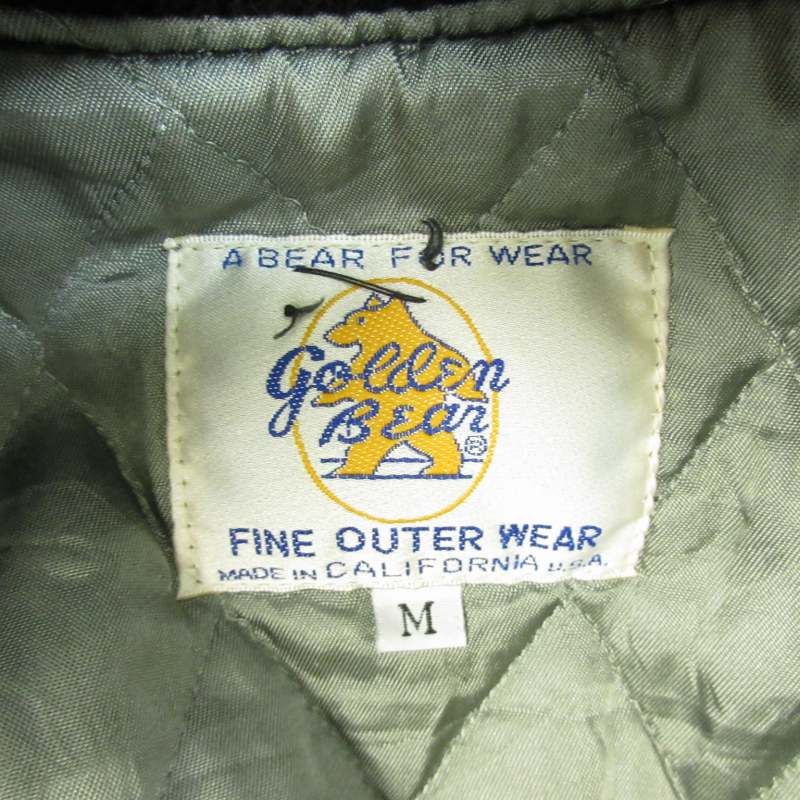 A BEAR FOR WEAR
Golden
Bear
®
FINE OUTER WEAR
MADE IN CALIFORNIA U.S.A.
M